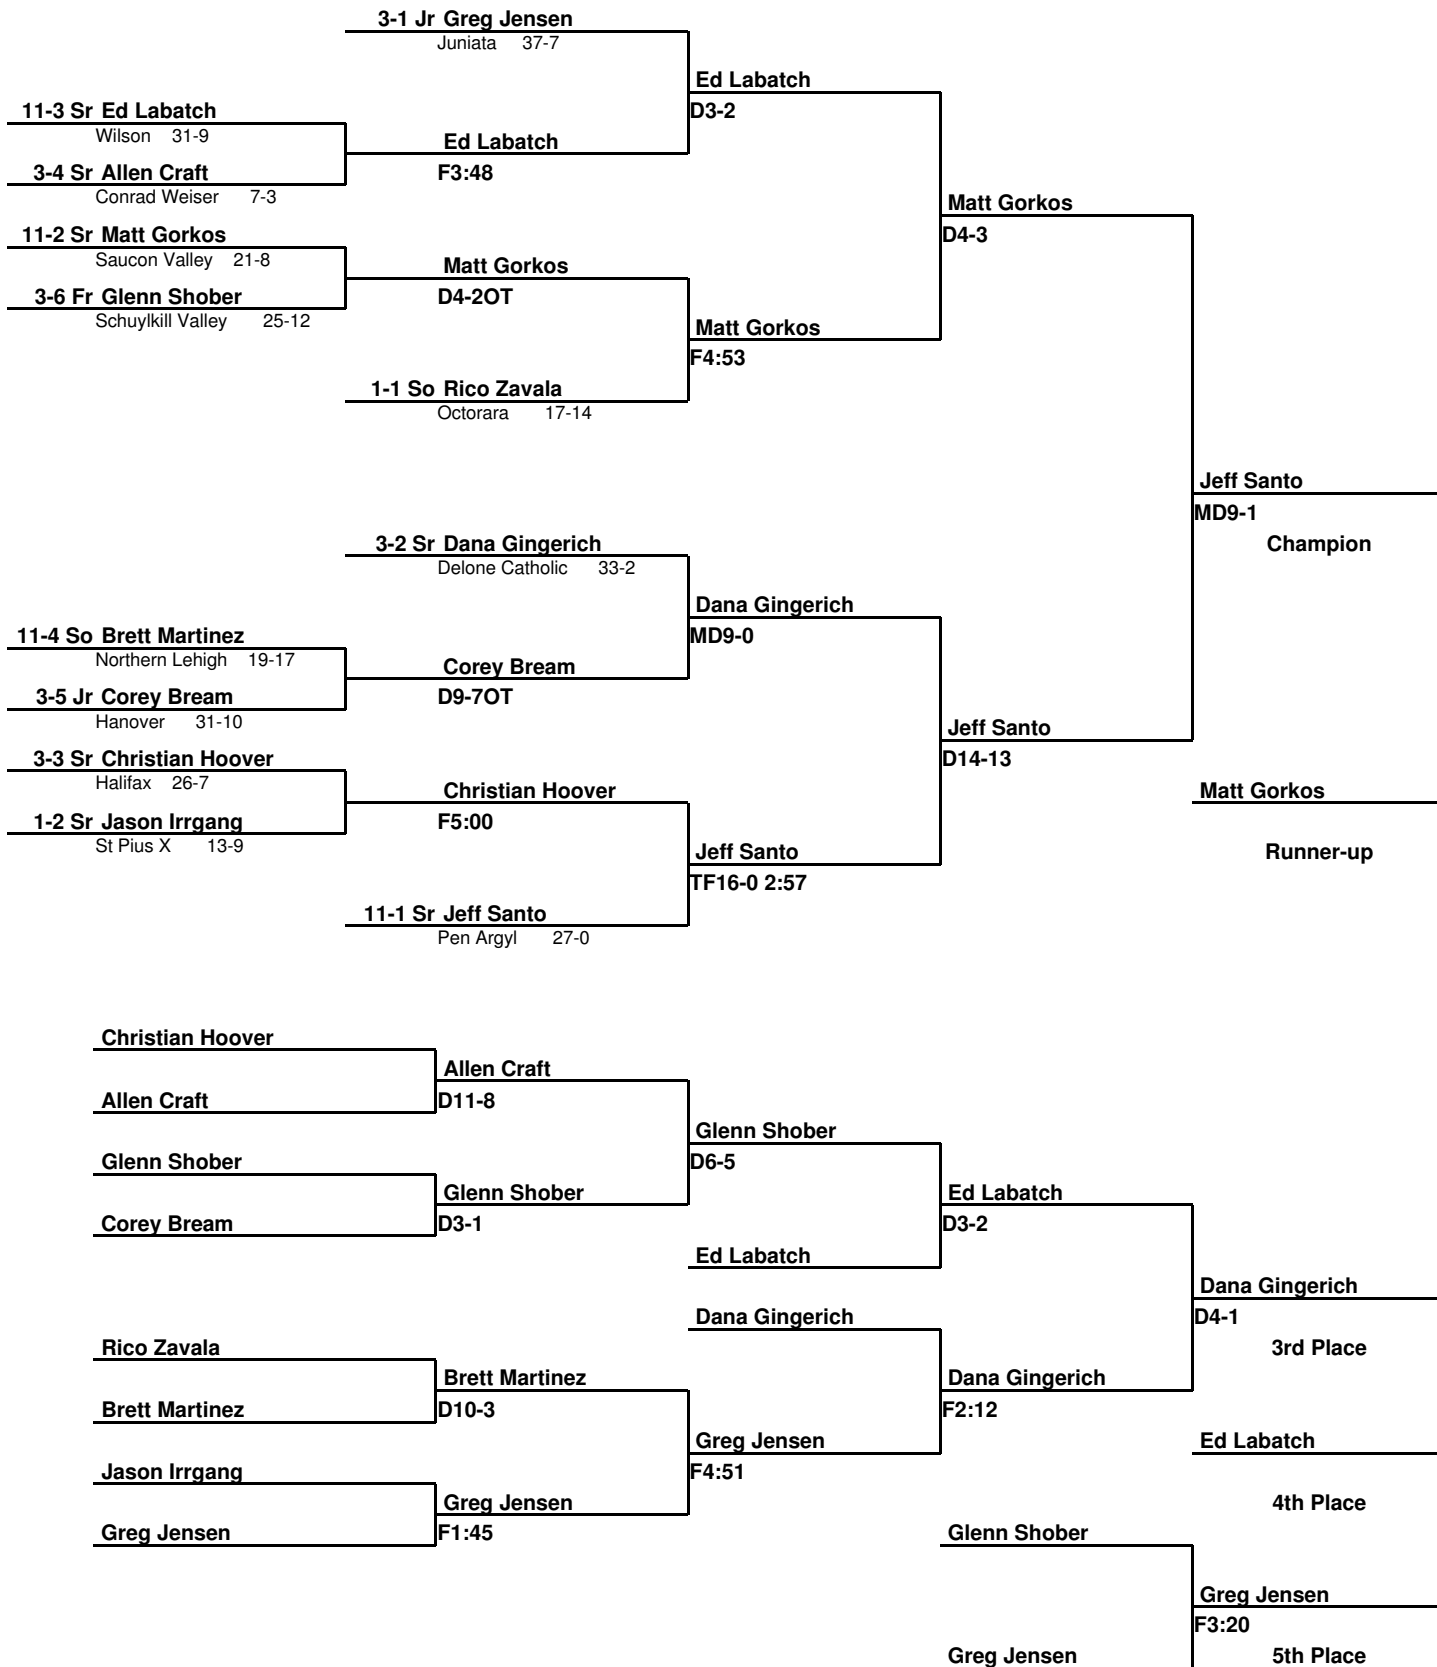 3-1 Jr Greg Jensen
Juniata 37-7
Ed Labatch
D3-2
11-3 Sr Ed Labatch
Wilson 31-9
Ed Labatch
F3:48
3-4 Sr Allen Craft
Conrad Weiser 7-3
Matt Gorkos
D4-3
11-2 Sr Matt Gorkos
Saucon Valley 21-8
Matt Gorkos
D4-2OT
3-6 Fr Glenn Shober
Schuylkill Valley 25-12
Matt Gorkos
F4:53
1-1 So Rico Zavala
Octorara 17-14
Jeff Santo
MD9-1
Champion
3-2 Sr Dana Gingerich
Delone Catholic 33-2
Dana Gingerich
MD9-0
11-4 So Brett Martinez
Northern Lehigh 19-17
Corey Bream
D9-7OT
3-5 Jr Corey Bream
Hanover 31-10
Jeff Santo
D14-13
3-3 Sr Christian Hoover
Halifax 26-7
Christian Hoover
F5:00
Matt Gorkos
Runner-up
1-2 Sr Jason Irrgang
St Pius X 13-9
Jeff Santo
TF16-0 2:57
11-1 Sr Jeff Santo
Pen Argyl 27-0
Christian Hoover
Allen Craft
D11-8
Allen Craft
Glenn Shober
D6-5
Glenn Shober
Glenn Shober
D3-1
Corey Bream
Ed Labatch
D3-2
Ed Labatch
Dana Gingerich
D4-1
3rd Place
Dana Gingerich
Rico Zavala
Brett Martinez
D10-3
Brett Martinez
Dana Gingerich
F2:12
Greg Jensen
F4:51
Ed Labatch
4th Place
Jason Irrgang
Greg Jensen
F1:45
Greg Jensen
Glenn Shober
Greg Jensen
F3:20
5th Place
Greg Jensen